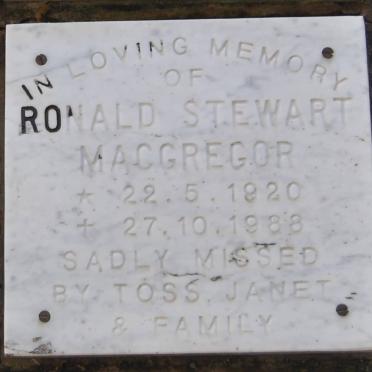 IN LOVING MEMORY
OF
RONALD STEWART
MACGREGOR
* 22.5.1920
+ 27.10.1988
SADLY MISSED
BY TOSS, JANET
& FAMILY